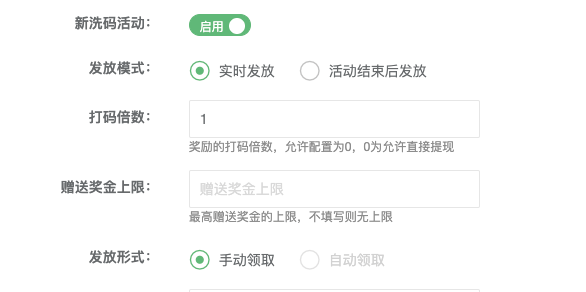 新洗码活动： 启用
发放模式： 实时发放 活动结束后发放
打码倍数： 1
奖励的打码倍数，允许配置为0，0为允许直接提现
赠送奖金上限： 赠送奖金上限
最高赠送奖金的上限，不填写则无上限
发放形式： 手动领取 自动领取